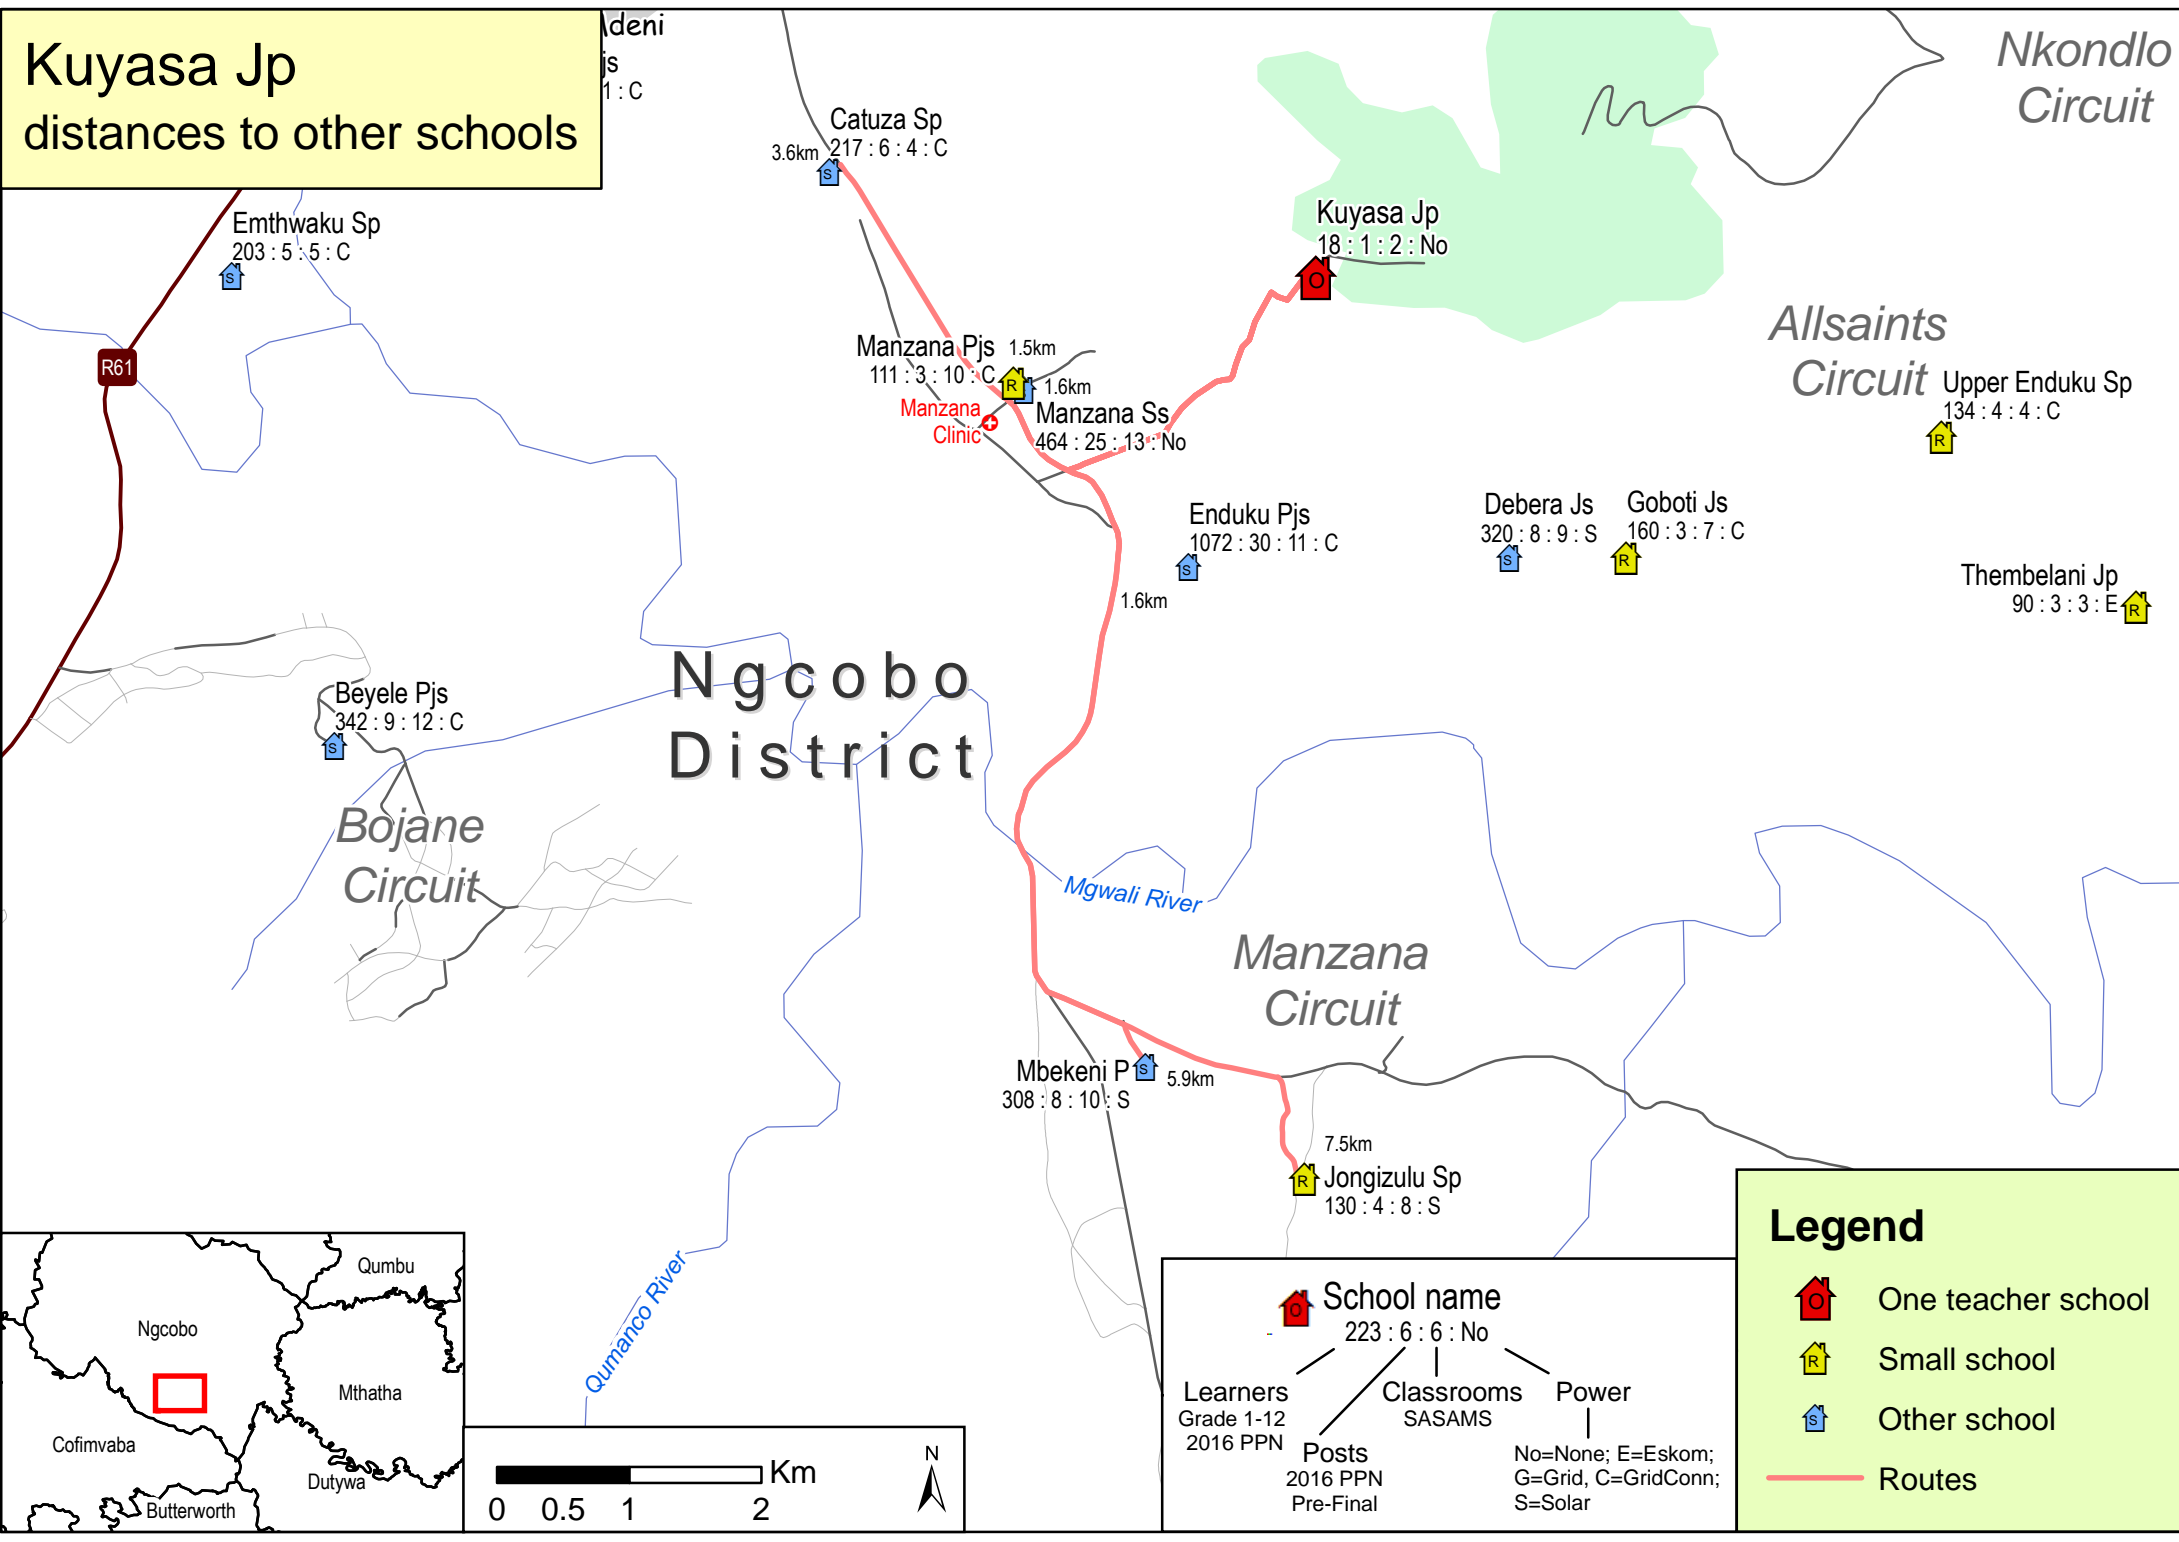 Kuyasa Jp
distances to other schools
deni
js
1 : C
Nkondlo
Circuit
Catuza Sp
3.6km
217 : 6 : 4 : C
S
Emthwaku Sp
203 : 5 : 5 : C
S
Kuyasa Jp
18 : 1 : 2 : No
O
R61
Manzana Pjs
1.5km
111 : 3 : 10 : C
R
1.6km
Manzana
Clinic
Manzana Ss
464 : 25 : 13 : No
Allsaints
Circuit
Upper Enduku Sp
134 : 4 : 4 : C
R
Enduku Pjs
1072 : 30 : 11 : C
S
1.6km
Debera Js
320 : 8 : 9 : S
S
Goboti Js
160 : 3 : 7 : C
R
Thembelani Jp
90 : 3 : 3 : E
R
Ngcobo
District
Beyele Pjs
342 : 9 : 12 : C
S
Bojane
Circuit
Mgwali River
Manzana
Circuit
Mbekeni P
308 : 8 : 10 : S
S
5.9km
7.5km
R
Jongizulu Sp
130 : 4 : 8 : S
Qumanco River
Qumbu
Ngcobo
Mthatha
Cofimvaba
Dutywa
Butterworth
Km
0 0.5 1 2
N
O
School name
223 : 6 : 6 : No
Learners
Grade 1-12
2016 PPN
Posts
2016 PPN
Pre-Final
Classrooms
SASAMS
Power
No=None; E=Eskom;
G=Grid, C=GridConn;
S=Solar
Legend
O One teacher school
R Small school
S Other school
Routes